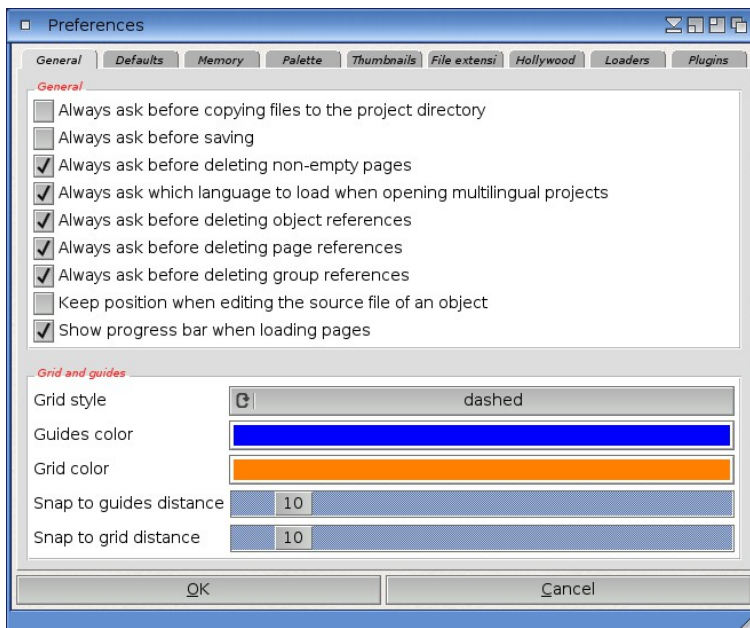 Preferences
General Defaults Memory Palette Thumbnails File extensi Hollywood Loaders Plugins
General
Always ask before copying files to the project directory
Always ask before saving
Always ask before deleting non-empty pages
Always ask which language to load when opening multilingual projects
Always ask before deleting object references
Always ask before deleting page references
Always ask before deleting group references
Keep position when editing the source file of an object
Show progress bar when loading pages
Grid and guides
Grid style dashed
Guides color
Grid color
Snap to guides distance 10
Snap to grid distance 10
OK Cancel